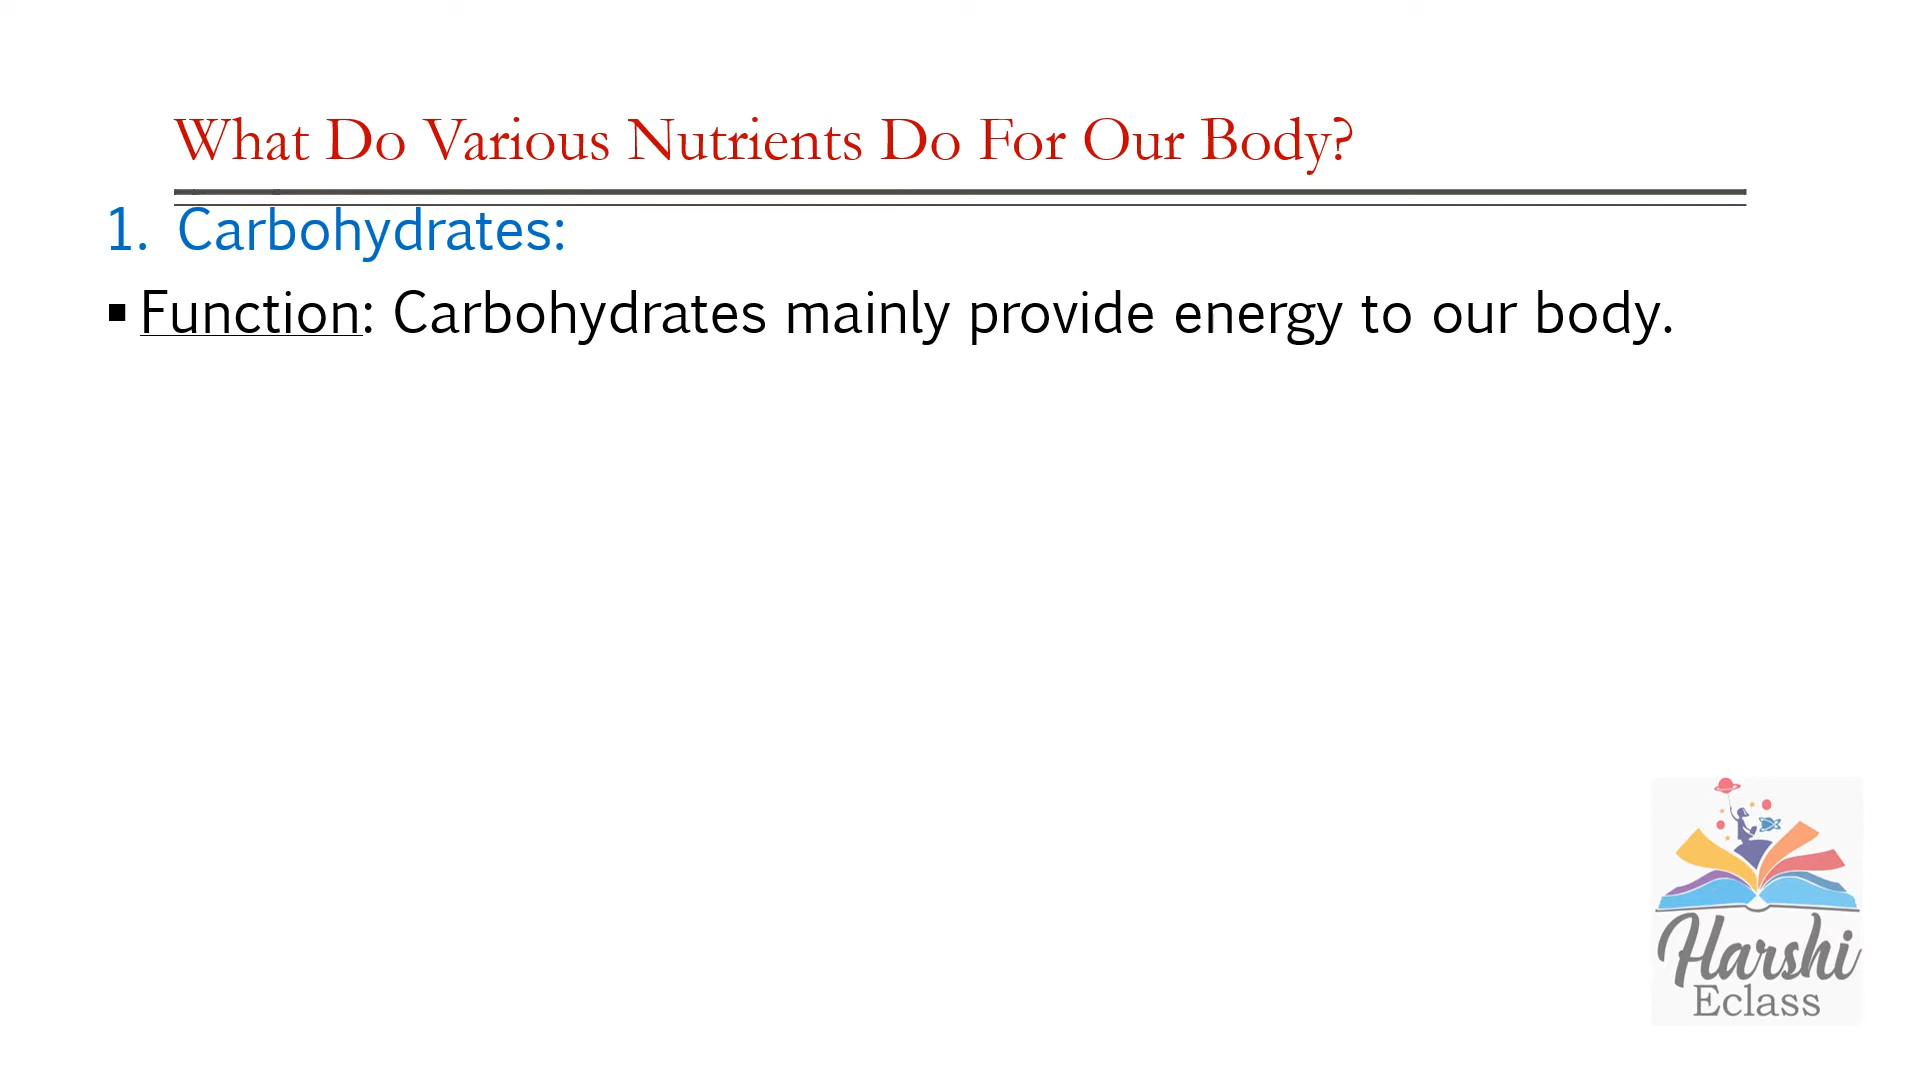 What Do Various Nutrients Do For Our Body?
1. Carbohydrates:
▪ Function: Carbohydrates mainly provide energy to our body.
Harshi
Eclass